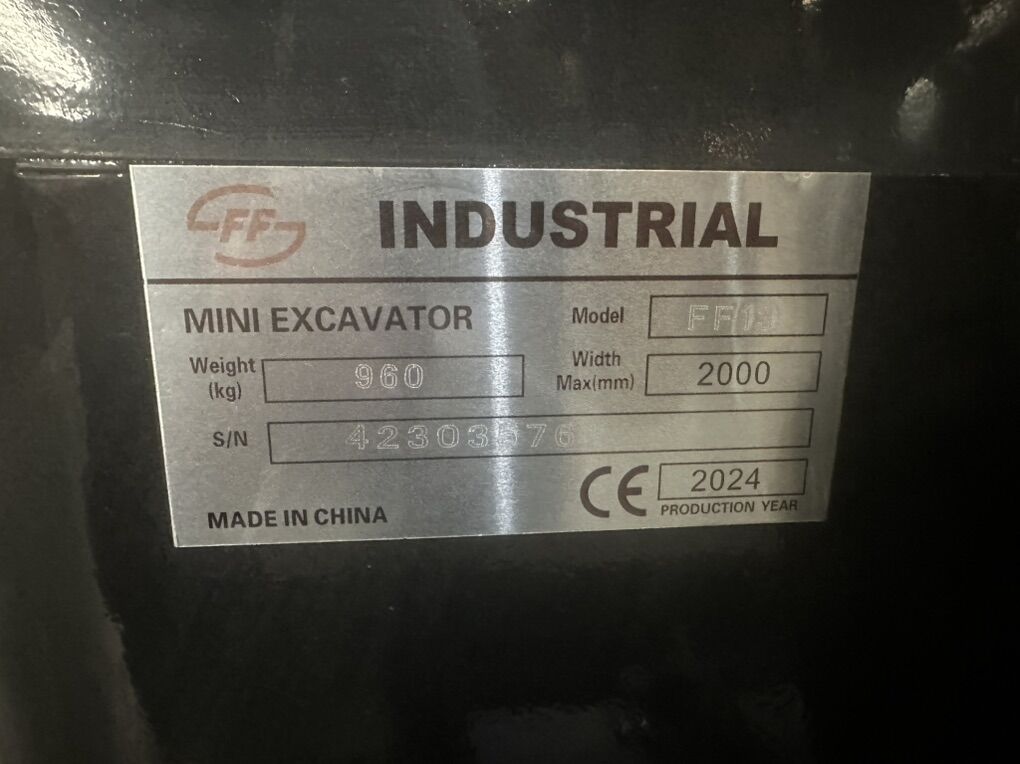 FF INDUSTRIAL
MINI EXCAVATOR
Model
Weight (kg) 960
Width Max(mm) 2000
S/N
CE 2024
PRODUCTION YEAR
MADE IN CHINA